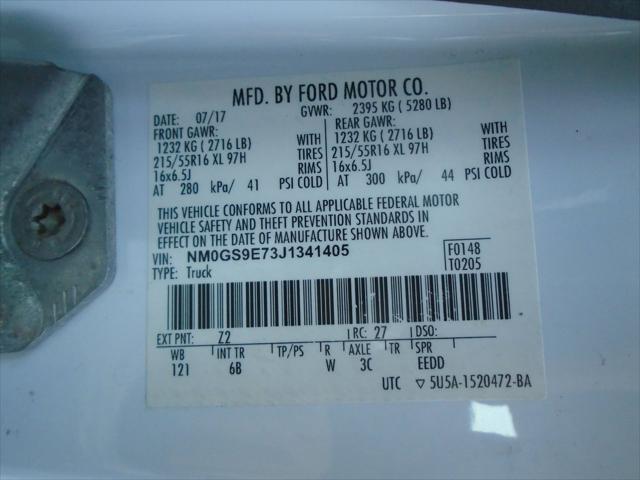 MFD. BY FORD MOTOR CO.
DATE: 07/17 GVWR: 2395 KG ( 5280 LB)
FRONT GAWR: REAR GAWR:
1232 KG ( 2716 LB) WITH 1232 KG ( 2716 LB) WITH
215/55R16 XL 97H TIRES 215/55R16 XL 97H TIRES
16x6.5J RIMS 16x6.5J RIMS
AT 280 kPa/ 41 PSI COLD AT 300 kPa/ 44 PSI COLD
THIS VEHICLE CONFORMS TO ALL APPLICABLE FEDERAL MOTOR
VEHICLE SAFETY AND THEFT PREVENTION STANDARDS IN
EFFECT ON THE DATE OF MANUFACTURE SHOWN ABOVE.
VIN: NM0GS9E73J1341405 F0148
TYPE: Truck T0205
EXT PNT: Z2 RC: 27 DSO:
WB INT TR TP/PS R AXLE TR SPR
121 6B W 3C EEDD
UTC ▽ 5U5A-1520472-BA